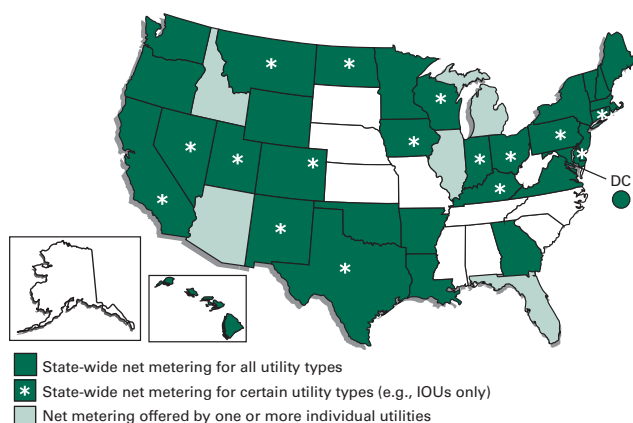 DC
State-wide net metering for all utility types
* State-wide net metering for certain utility types (e.g., IOUs only)
Net metering offered by one or more individual utilities